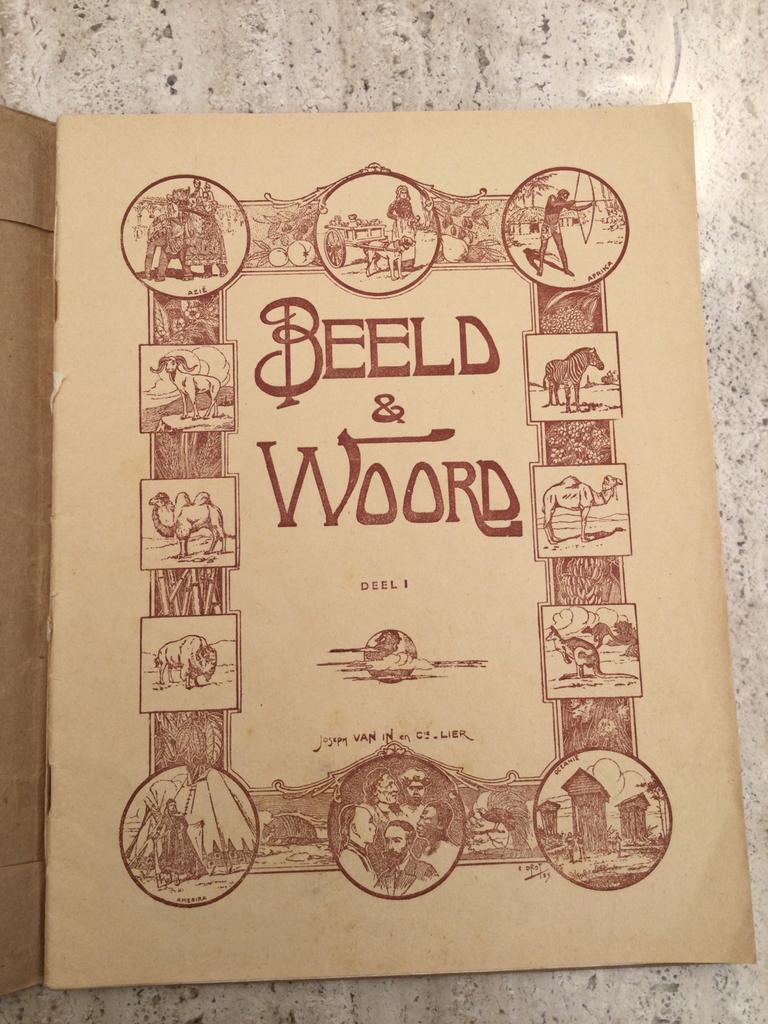 AZIË
AFRIKA
BEELD
&
WOORD
DEEL I
JOSEPH VAN IN en Cie. LIER
OCEANIË
AMERIKA